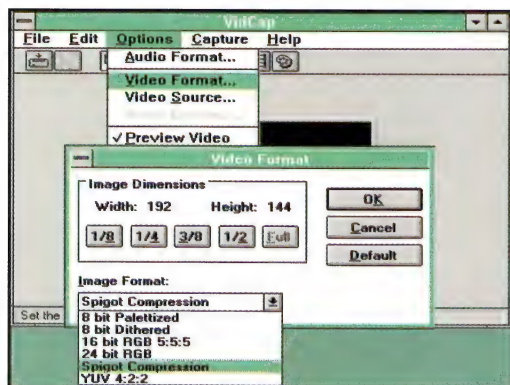 VidCap
File Edit Options Capture Help
Audio Format...
Video Format...
Video Source...
✓ Preview Video
Video Format
Image Dimensions
Width: 192 Height: 144
1/8 1/4 3/8 1/2 Full
OK
Cancel
Default
Image Format:
Spigot Compression
8 bit Palettized
8 bit Dithered
16 bit RGB 5:5:5
24 bit RGB
Spigot Compression
YUV 4:2:2
Set the